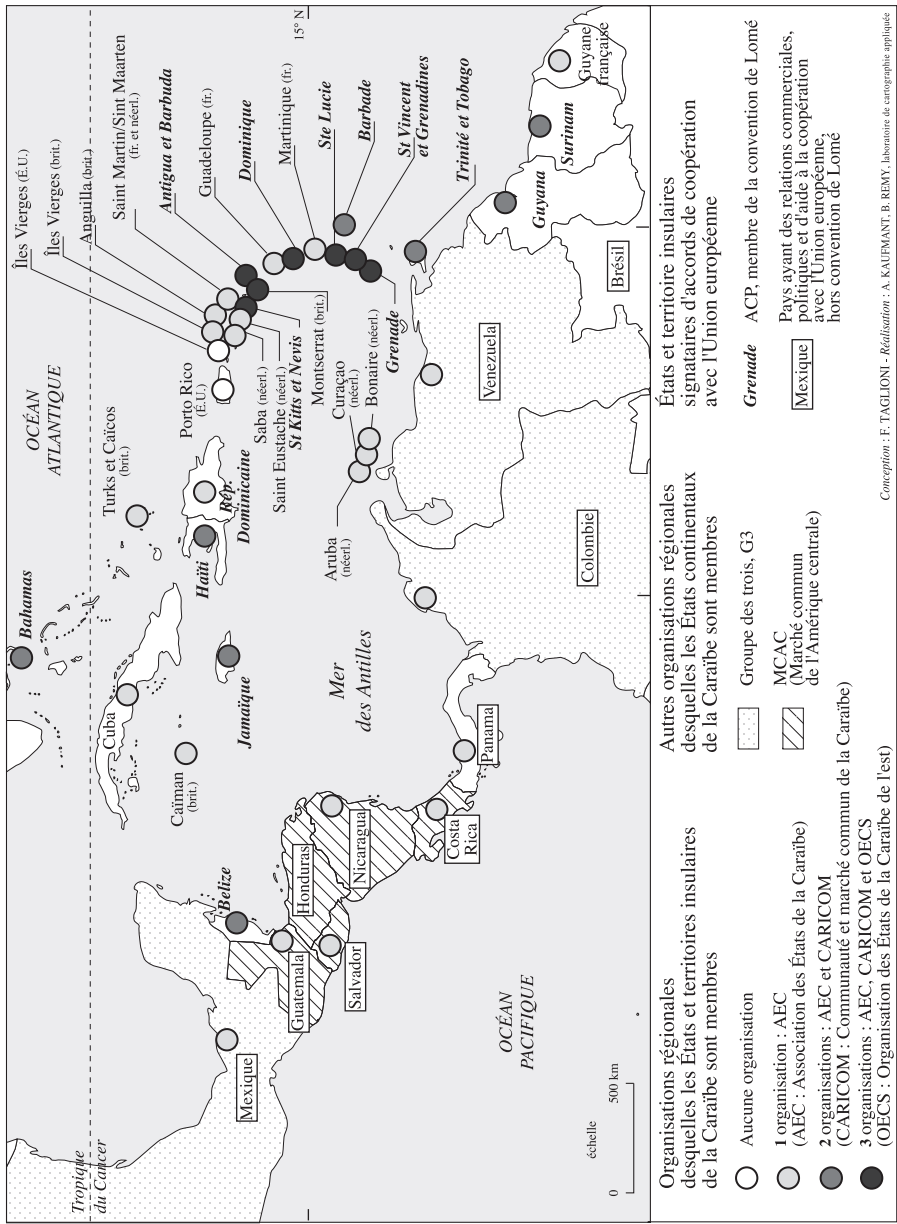 OCÉAN
ATLANTIQUE
Îles Vierges (É.U.)
Îles Vierges (brit.)
Anguilla (brit.)
Saint Martin/Sint Maarten
(fr. et néerl.)
Antigua et Barbuda
Guadeloupe (fr.)
Dominique
Martinique (fr.)
Ste Lucie
Barbade
St Vincent
et Grenadines
Trinité et Tobago
15° N
Bahamas
Turks et Caïcos
(brit.)
Porto Rico
(É.U.)
Saba (néerl.)
Saint Eustache (néerl.)
St Kitts et Nevis
Montserrat (brit.)
Curaçao
(néerl.)
Bonaire (néerl.)
Grenade
Aruba
(néerl.)
Cuba
Caïman
(brit.)
Jamaïque
Haïti
Rép.
Dominicaine
Mer
des Antilles
Tropique
du Cancer
Mexique
Belize
Guatemala
Honduras
Salvador
Nicaragua
Costa
Rica
Panama
Colombie
Venezuela
Brésil
Guyana
Surinam
Guyane
française
OCÉAN
PACIFIQUE
échelle
0
500 km
Organisations régionales
desquelles les États et territoires insulaires
de la Caraïbe sont membres
Aucune organisation
1 organisation : AEC
(AEC : Association des États de la Caraïbe)
2 organisations : AEC et CARICOM
(CARICOM : Communauté et marché commun de la Caraïbe)
3 organisations : AEC, CARICOM et OECS
(OECS : Organisation des États de la Caraïbe de l'est)
Autres organisations régionales
desquelles les États continentaux
de la Caraïbe sont membres
Groupe des trois, G3
MCAC
(Marché commun
de l'Amérique centrale)
États et territoire insulaires
signataires d'accords de coopération
avec l'Union européenne
Grenade
ACP, membre de la convention de Lomé
Mexique
Pays ayant des relations commerciales,
politiques et d'aide à la coopération
avec l'Union européenne,
hors convention de Lomé
Conception : F. TAGLIONI - Réalisation : A. KAUFMANT, B. REMY, laboratoire de cartographie appliquée